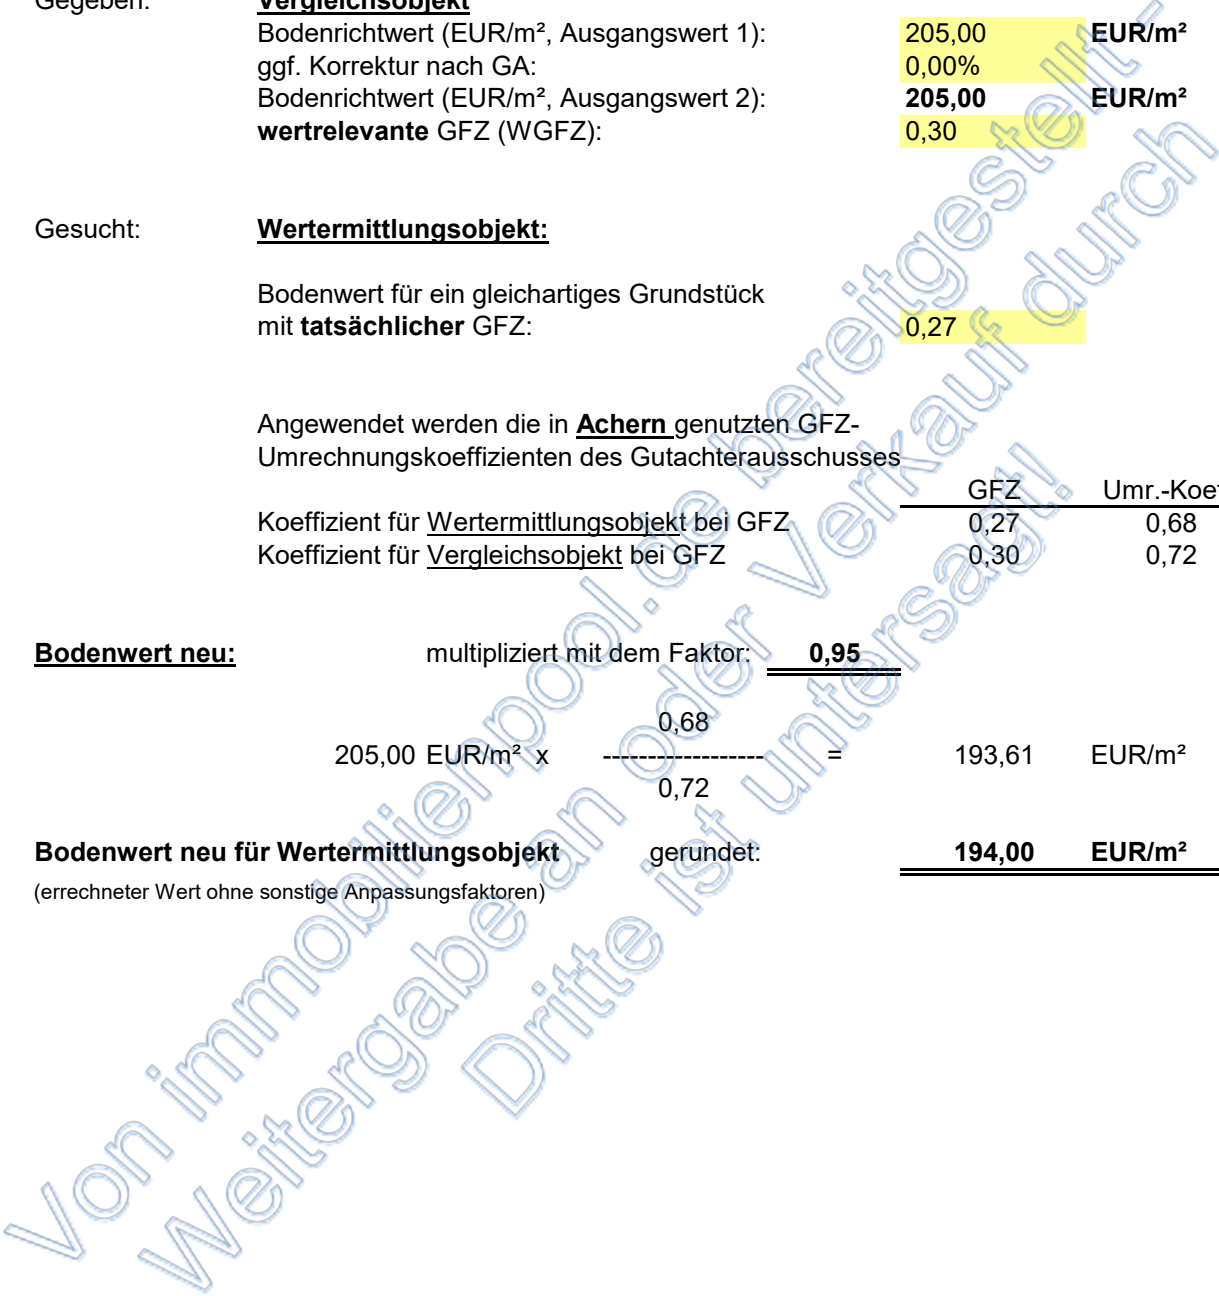 Gegeben: Vergleichsobjekt
Bodenrichtwert (EUR/m², Ausgangswert 1): 205,00 EUR/m²
ggf. Korrektur nach GA: 0,00%
Bodenrichtwert (EUR/m², Ausgangswert 2): 205,00 EUR/m²
wertrelevante GFZ (WGFZ): 0,30
Gesucht: Wertermittlungsobjekt:
Bodenwert für ein gleichartiges Grundstück
mit tatsächlicher GFZ: 0,27
Angewendet werden die in Achern genutzten GFZ-
Umrechnungskoeffizienten des Gutachterausschusses
GFZ Umr.-Koef
Koeffizient für Wertermittlungsobjekt bei GFZ 0,27 0,68
Koeffizient für Vergleichsobjekt bei GFZ 0,30 0,72
Bodenwert neu: multipliziert mit dem Faktor: 0,95
0,68
205,00 EUR/m² x ------------------ = 193,61 EUR/m²
0,72
Bodenwert neu für Wertermittlungsobjekt gerundet: 194,00 EUR/m²
(errechneter Wert ohne sonstige Anpassungsfaktoren)
Von immobilienpool.de bereitgestellt -
Weitergabe an oder Verkauf durch
Dritte ist untersagt!